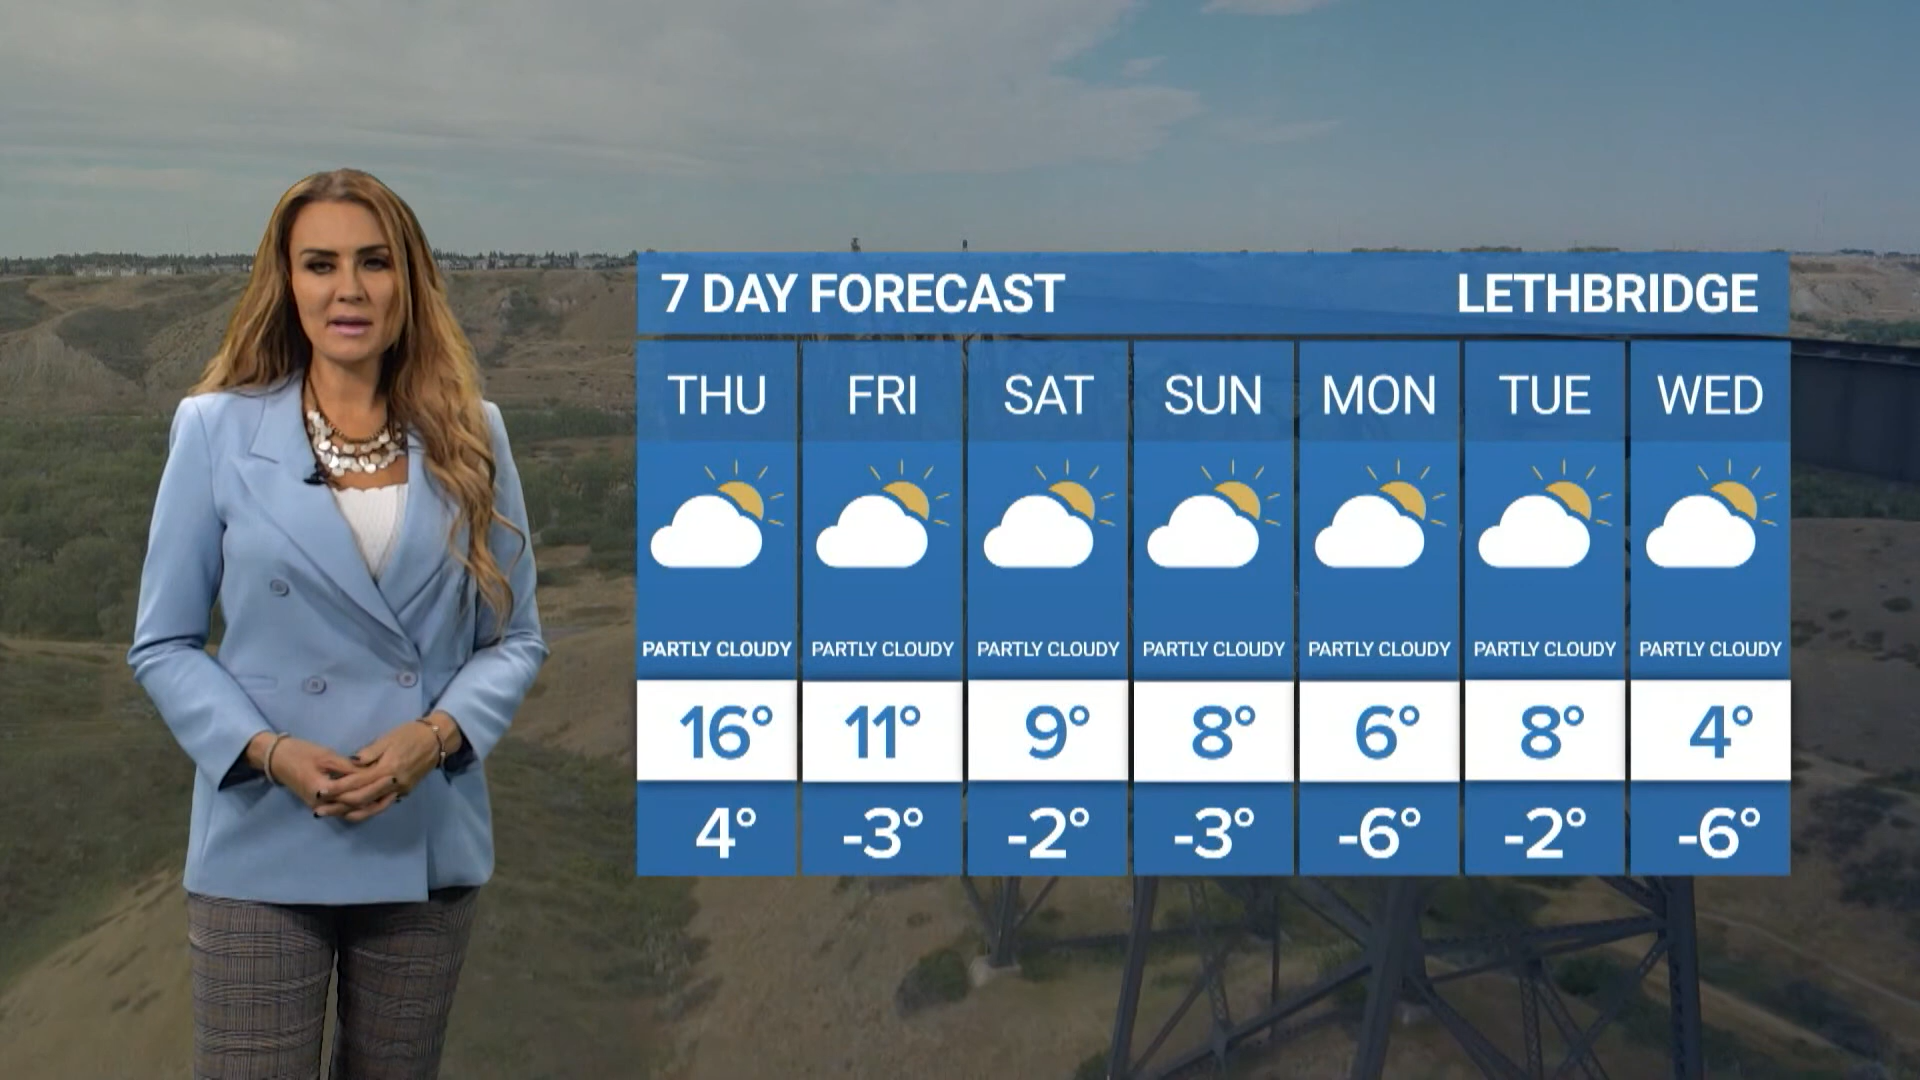 7 DAY FORECAST LETHBRIDGE
THU FRI SAT SUN MON TUE WED
PARTLY CLOUDY PARTLY CLOUDY PARTLY CLOUDY PARTLY CLOUDY PARTLY CLOUDY PARTLY CLOUDY PARTLY CLOUDY
16° 11° 9° 8° 6° 8° 4°
4° -3° -2° -3° -6° -2° -6°